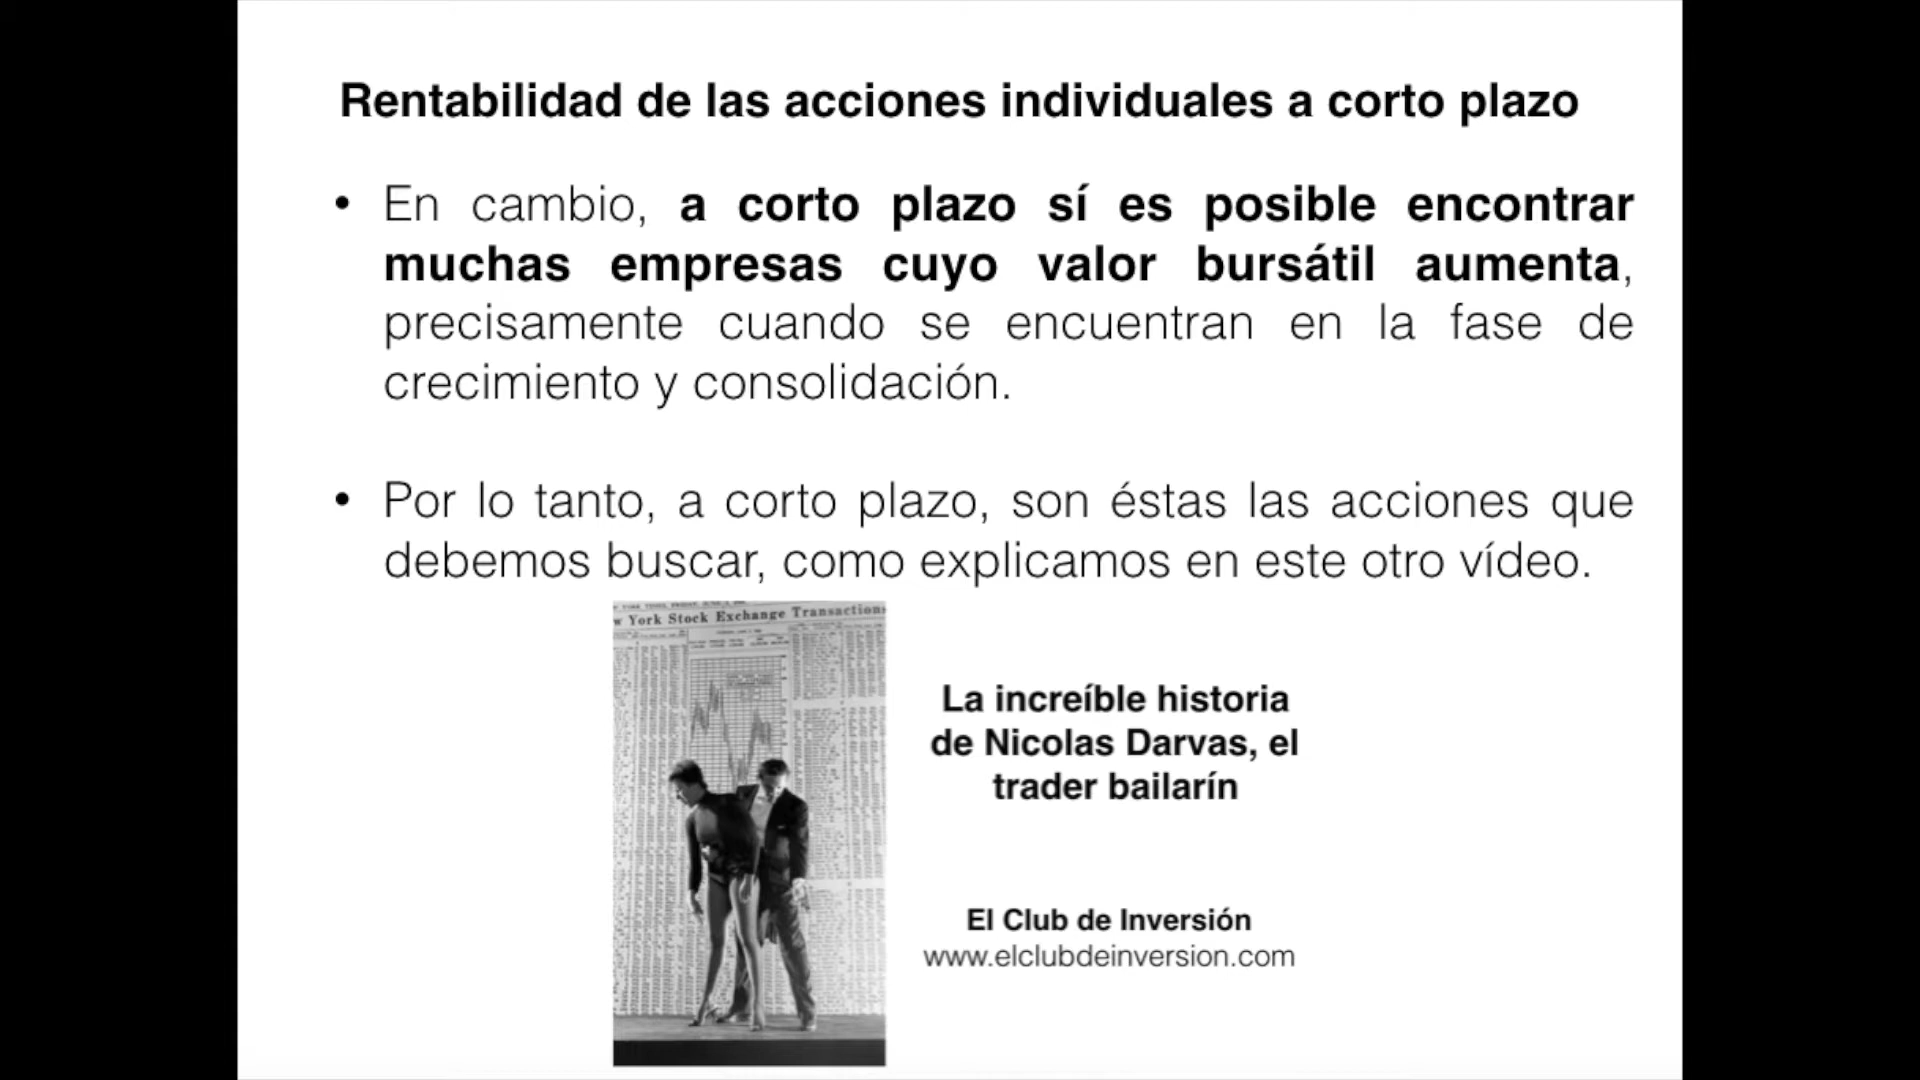 Rentabilidad de las acciones individuales a corto plazo
• En cambio, a corto plazo sí es posible encontrar
muchas empresas cuyo valor bursátil aumenta,
precisamente cuando se encuentran en la fase de
crecimiento y consolidación.
• Por lo tanto, a corto plazo, son éstas las acciones que
debemos buscar, como explicamos en este otro vídeo.
w York Stock Exchange Transactions
La increíble historia
de Nicolas Darvas, el
trader bailarín
El Club de Inversión
www.elclubdeinversion.com